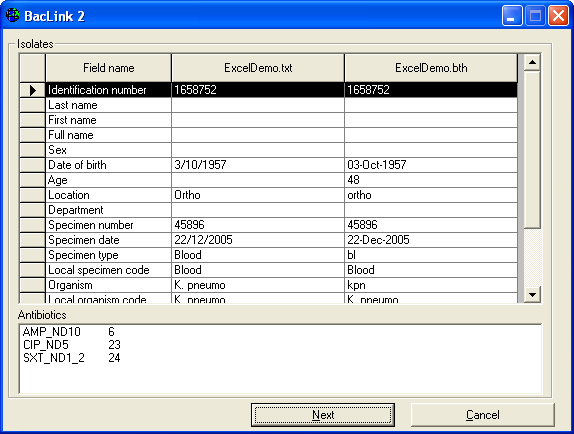 BacLink 2
Isolates
Field name ExcelDemo.txt ExcelDemo.bth
Identification number 1658752 1658752
Last name
First name
Full name
Sex
Date of birth 3/10/1957 03-Oct-1957
Age 48
Location Ortho ortho
Department
Specimen number 45896 45896
Specimen date 22/12/2005 22-Dec-2005
Specimen type Blood bl
Local specimen code Blood Blood
Organism K. pneumo kpn
Local organism code K. pneumo K. pneumo
Antibiotics
AMP_ND10 6
CIP_ND5 23
SXT_ND1_2 24
Next Cancel